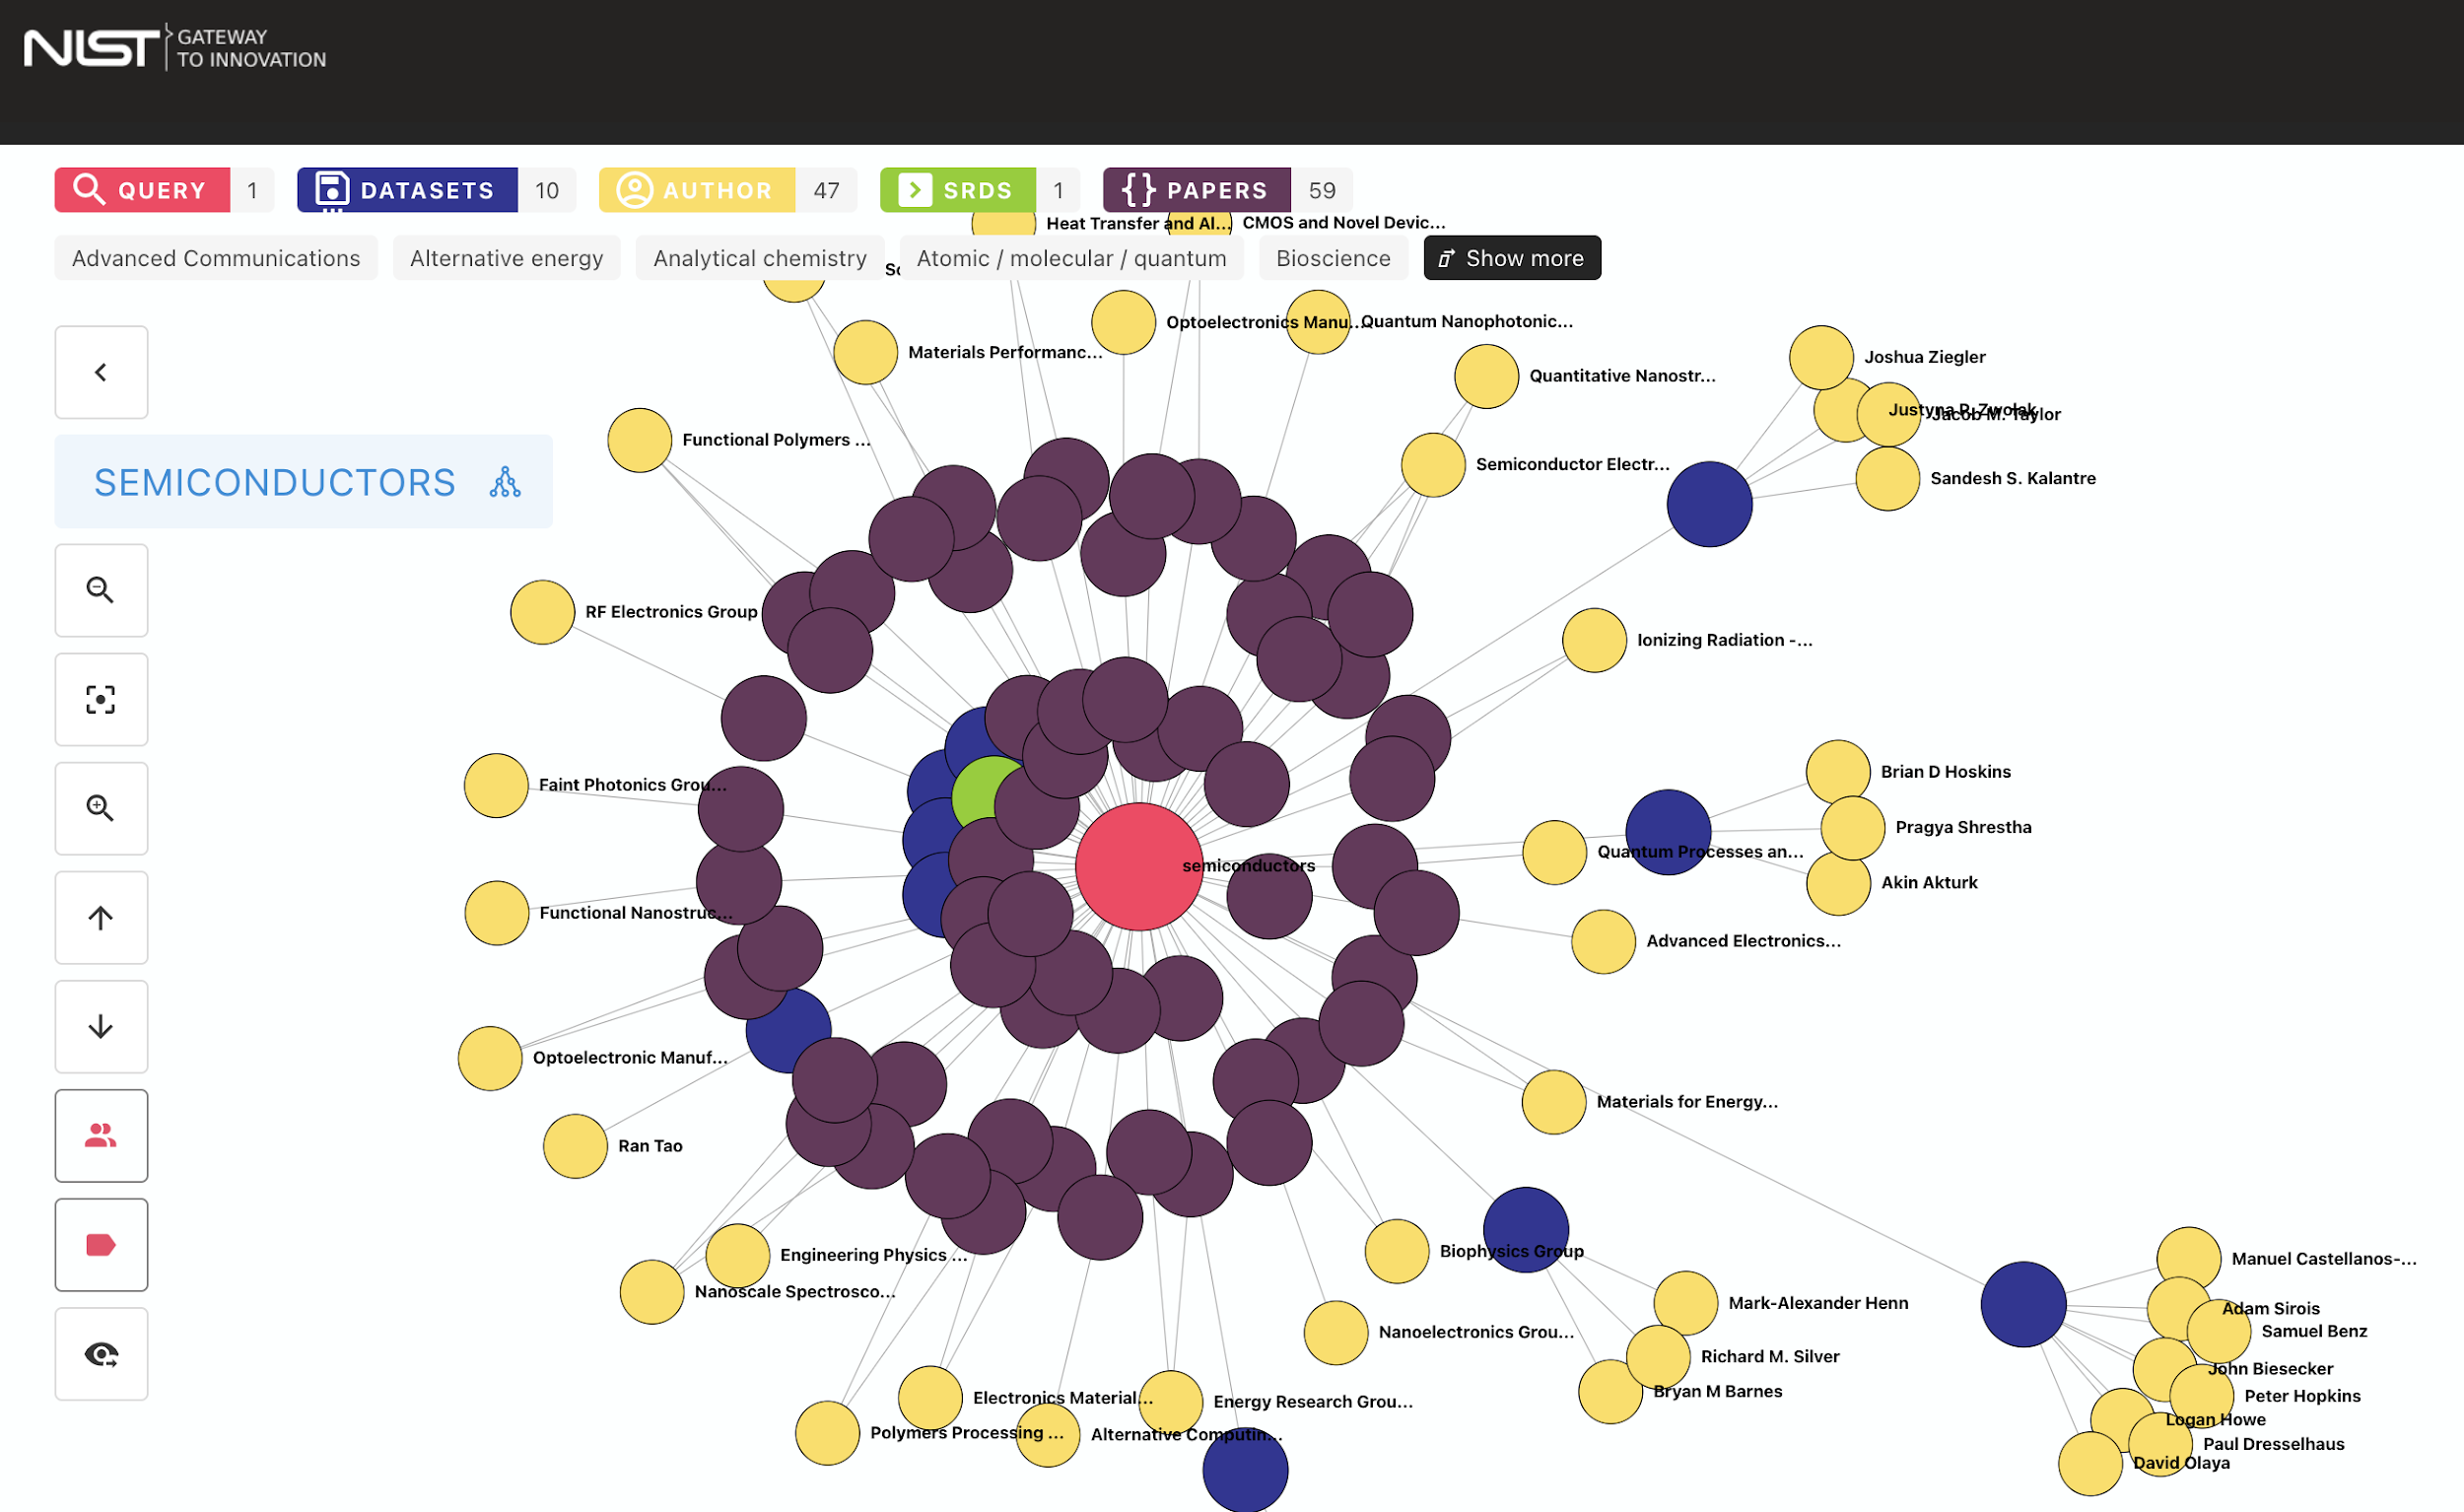 NIST GATEWAY
TO INNOVATION
QUERY 1 DATASETS 10 AUTHOR 47 SRDS 1 {} PAPERS 59
Heat Transfer and Al... CMOS and Novel Devic...
Advanced Communications Alternative energy Analytical chemistry Atomic / molecular / quantum Bioscience Show more
Optoelectronics Manu... Quantum Nanophotonic...
Materials Performanc...
Joshua Ziegler
Quantitative Nanostr...
Justyna P. Zwolak
Jacob M. Taylor
Functional Polymers ...
Semiconductor Electr...
SEMICONDUCTORS
Sandesh S. Kalantre
RF Electronics Group
Ionizing Radiation -...
Brian D Hoskins
Faint Photonics Grou...
Pragya Shrestha
Quantum Processes an...
semiconductors
Akin Akturk
Functional Nanostruc...
Advanced Electronics...
Optoelectronic Manuf...
Materials for Energy...
Ran Tao
Biophysics Group
Engineering Physics ...
Manuel Castellanos-...
Nanoscale Spectrosco...
Mark-Alexander Henn
Adam Sirois
Nanoelectronics Grou...
Samuel Benz
Richard M. Silver
John Biesecker
Bryan M Barnes
Peter Hopkins
Electronics Material...
Energy Research Grou...
Logan Howe
Polymers Processing ...
Alternative Computin...
Paul Dresselhaus
David Olaya